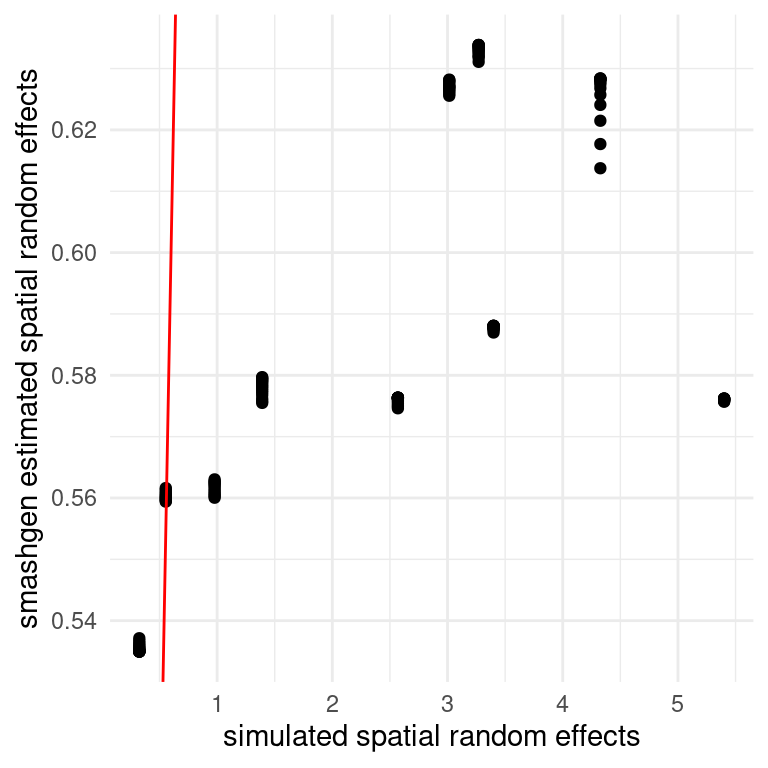 smashgen estimated spatial random effects
0.62
0.60
0.58
0.56
0.54
1 2 3 4 5
simulated spatial random effects